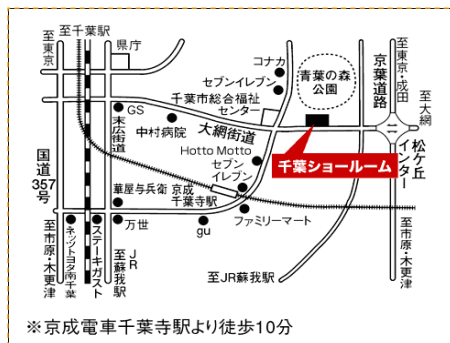 至千葉駅
至東京
県庁
コナカ
セブンイレブン
青葉の森
公園
京葉道路
至東京・成田
至大網
千葉市総合福祉
センター
GS
末広街道
中村病院
大網街道
松ケ丘
インター
Hotto Motto
セブン
イレブン
千葉ショールーム
国道
357
号
華屋与兵衛
京成
千葉寺駅
万世
gu
ファミリーマート
至市原・木更津
ネッツトヨタ南千葉
ステーキガスト
JR
至蘇我駅
至JR蘇我駅
至市原・木更津
※京成電車千葉寺駅より徒歩10分